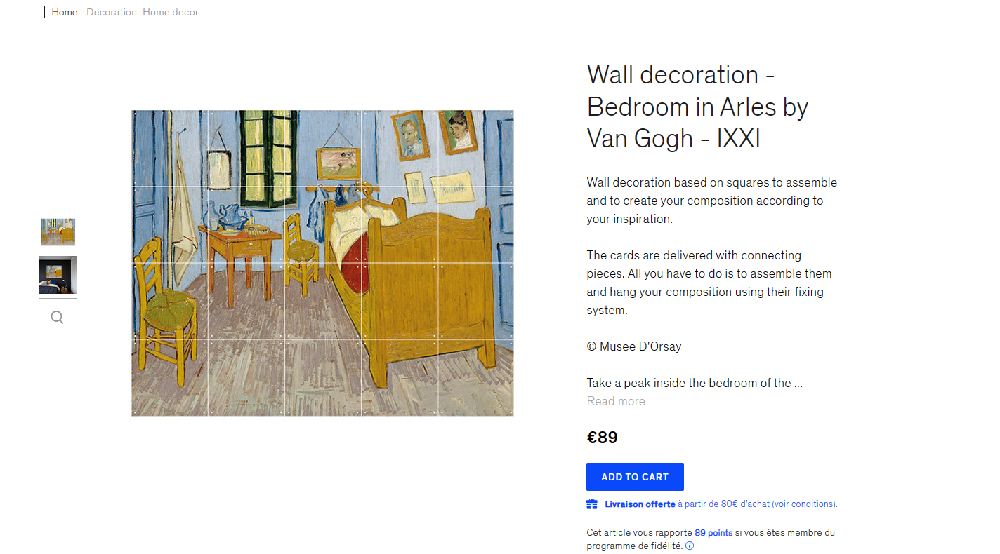 Home Decoration Home decor
Wall decoration -
Bedroom in Arles by
Van Gogh - IXXI
Wall decoration based on squares to assemble
and to create your composition according to
your inspiration.
The cards are delivered with connecting
pieces. All you have to do is to assemble them
and hang your composition using their fixing
system.
© Musee D'Orsay
Take a peak inside the bedroom of the ...
Read more
€89
ADD TO CART
Livraison offerte à partir de 80€ d'achat (voir conditions).
Cet article vous rapporte 89 points si vous êtes membre du
programme de fidélité.